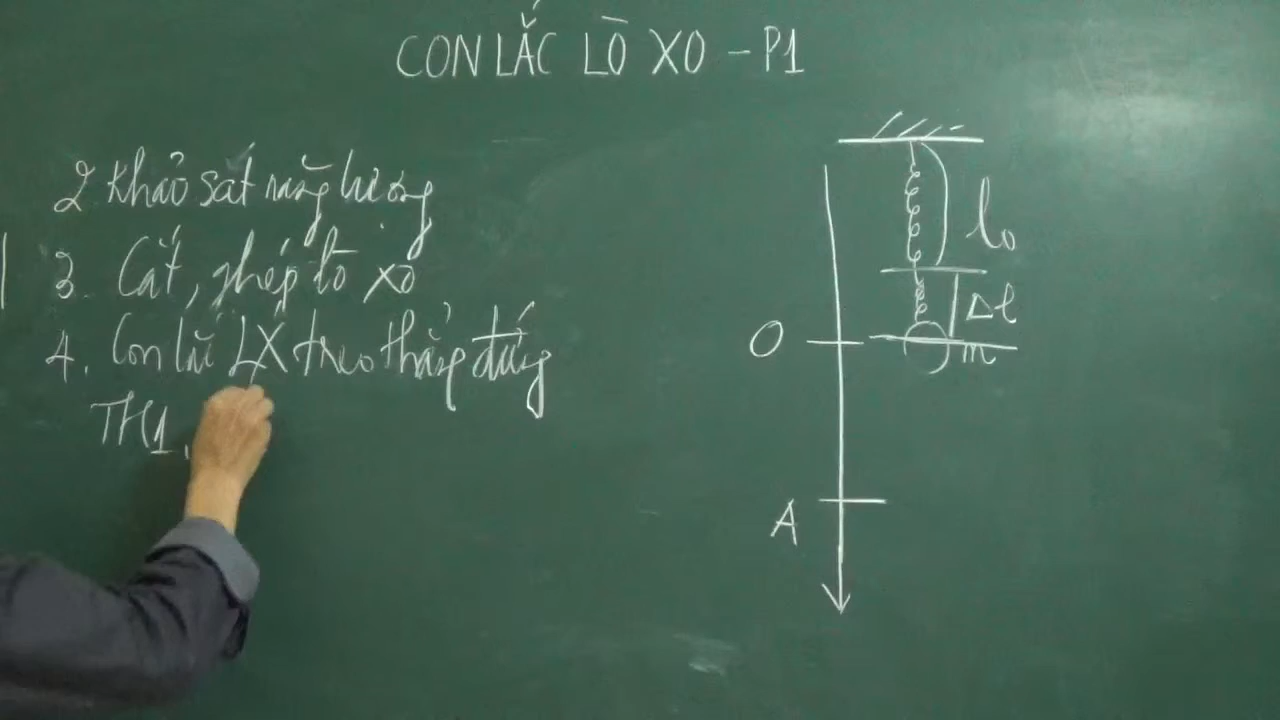 CON LẮC LÒ XO - P1
2 Khảo sát năng lượng
3. Cắt, ghép lò xo
4. Con lắc LX treo thẳng đứng
TH1.
l₀
Δl
O
m
A